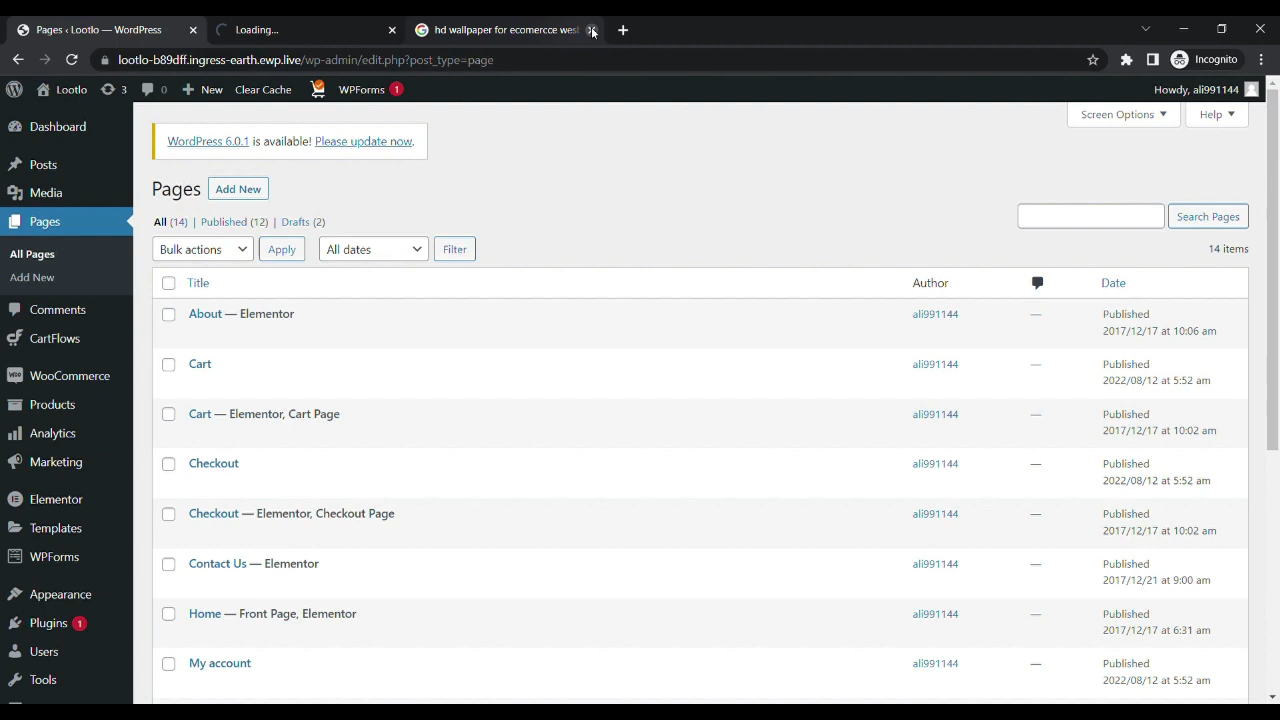 Pages ‹ Lootlo — WordPress
Loading...
hd wallpaper for ecomercce west
lootlo-b89dff.ingress-earth.ewp.live/wp-admin/edit.php?post_type=page
Incognito
Lootlo 3 0 New Clear Cache WPForms 1 Howdy, ali991144
Screen Options Help
Dashboard
Posts
Media
Pages
All Pages
Add New
Comments
CartFlows
WOO WooCommerce
Products
Analytics
Marketing
Elementor
Templates
WPForms
Appearance
Plugins 1
Users
Tools
WordPress 6.0.1 is available! Please update now.
Pages Add New
All (14) | Published (12) | Drafts (2)
Search Pages
Bulk actions Apply All dates Filter 14 items
Title Author Date
About — Elementor ali991144 — Published
2017/12/17 at 10:06 am
Cart ali991144 — Published
2022/08/12 at 5:52 am
Cart — Elementor, Cart Page ali991144 — Published
2017/12/17 at 10:02 am
Checkout ali991144 — Published
2022/08/12 at 5:52 am
Checkout — Elementor, Checkout Page ali991144 — Published
2017/12/17 at 10:02 am
Contact Us — Elementor ali991144 — Published
2017/12/21 at 9:00 am
Home — Front Page, Elementor ali991144 — Published
2017/12/17 at 6:31 am
My account ali991144 — Published
2022/08/12 at 5:52 am